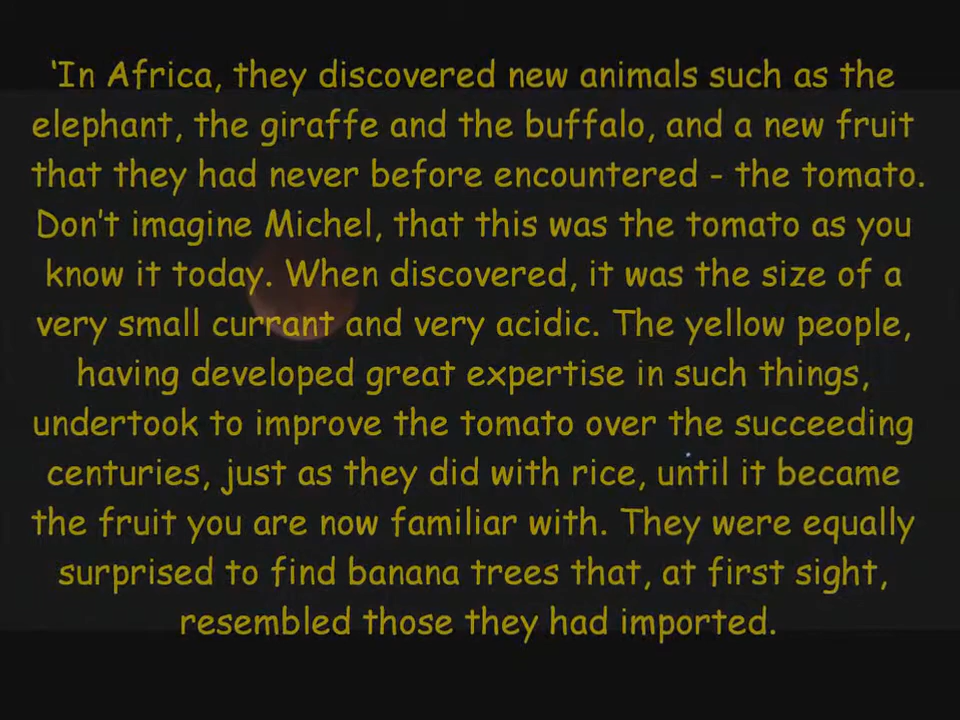 ‘In Africa, they discovered new animals such as the
elephant, the giraffe and the buffalo, and a new fruit
that they had never before encountered - the tomato.
Don’t imagine Michel, that this was the tomato as you
know it today. When discovered, it was the size of a
very small currant and very acidic. The yellow people,
having developed great expertise in such things,
undertook to improve the tomato over the succeeding
centuries, just as they did with rice, until it became
the fruit you are now familiar with. They were equally
surprised to find banana trees that, at first sight,
resembled those they had imported.